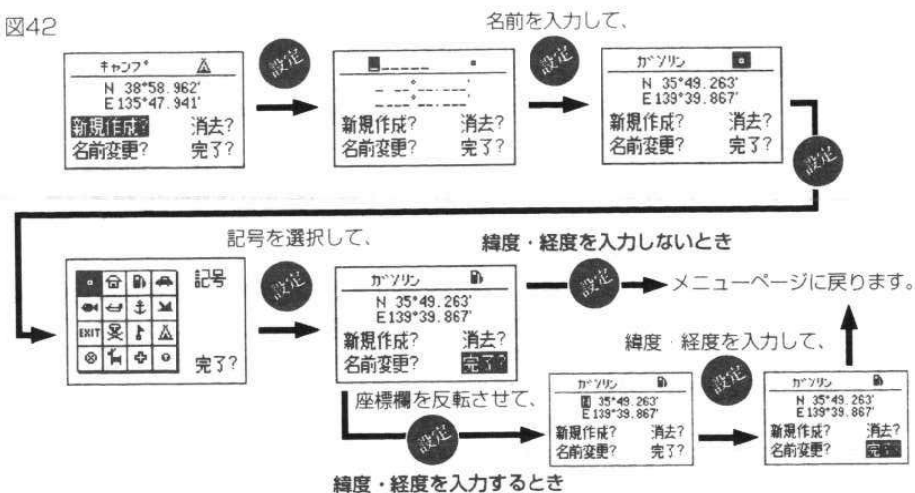 図42
名前を入力して、
キャンプ
N 38°58.962'
E 135°47.941'
新規作成? 消去?
名前変更? 完了?
設定
新規作成? 消去?
名前変更? 完了?
設定
ガソリン
N 35°49.263'
E 139°39.867'
新規作成? 消去?
名前変更? 完了?
設定
記号を選択して、
緯度・経度を入力しないとき
記号
EXIT
完了?
設定
ガソリン
N 35°49.263'
E 139°39.867'
新規作成? 消去?
名前変更? 完了?
設定
メニューページに戻ります。
緯度・経度を入力して、
座標欄を反転させて、
設定
ガソリン
N 35°49.263'
E 139°39.867'
新規作成? 消去?
名前変更? 完了?
設定
ガソリン
N 35°49.263'
E 139°39.867'
新規作成? 消去?
名前変更? 完了?
緯度・経度を入力するとき